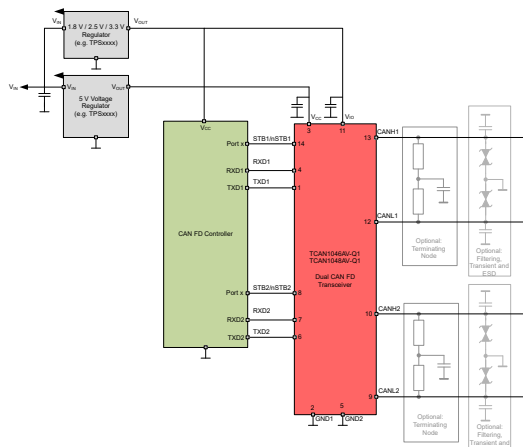 VIN
VOUT
1.8 V / 2.5 V / 3.3 V
Regulator
(e.g. TPSxxxx)
VIN
VIN
VOUT
5 V Voltage
Regulator
(e.g. TPSxxxx)
VCC
VIO
3
11
VCC
Port x
STB1/nSTB1
14
RXD1
RXD1
4
TXD1
TXD1
1
CAN FD Controller
TCAN1046AV-Q1
TCAN1048AV-Q1
Dual CAN FD
Transceiver
13
CANH1
12
CANL1
Optional:
Terminating
Node
Optional:
Filtering,
Transient and
ESD
Port x
STB2/nSTB2
8
RXD2
RXD2
7
TXD2
TXD2
6
10
CANH2
9
CANL2
Optional:
Terminating
Node
Optional:
Filtering,
Transient and
2
GND1
5
GND2